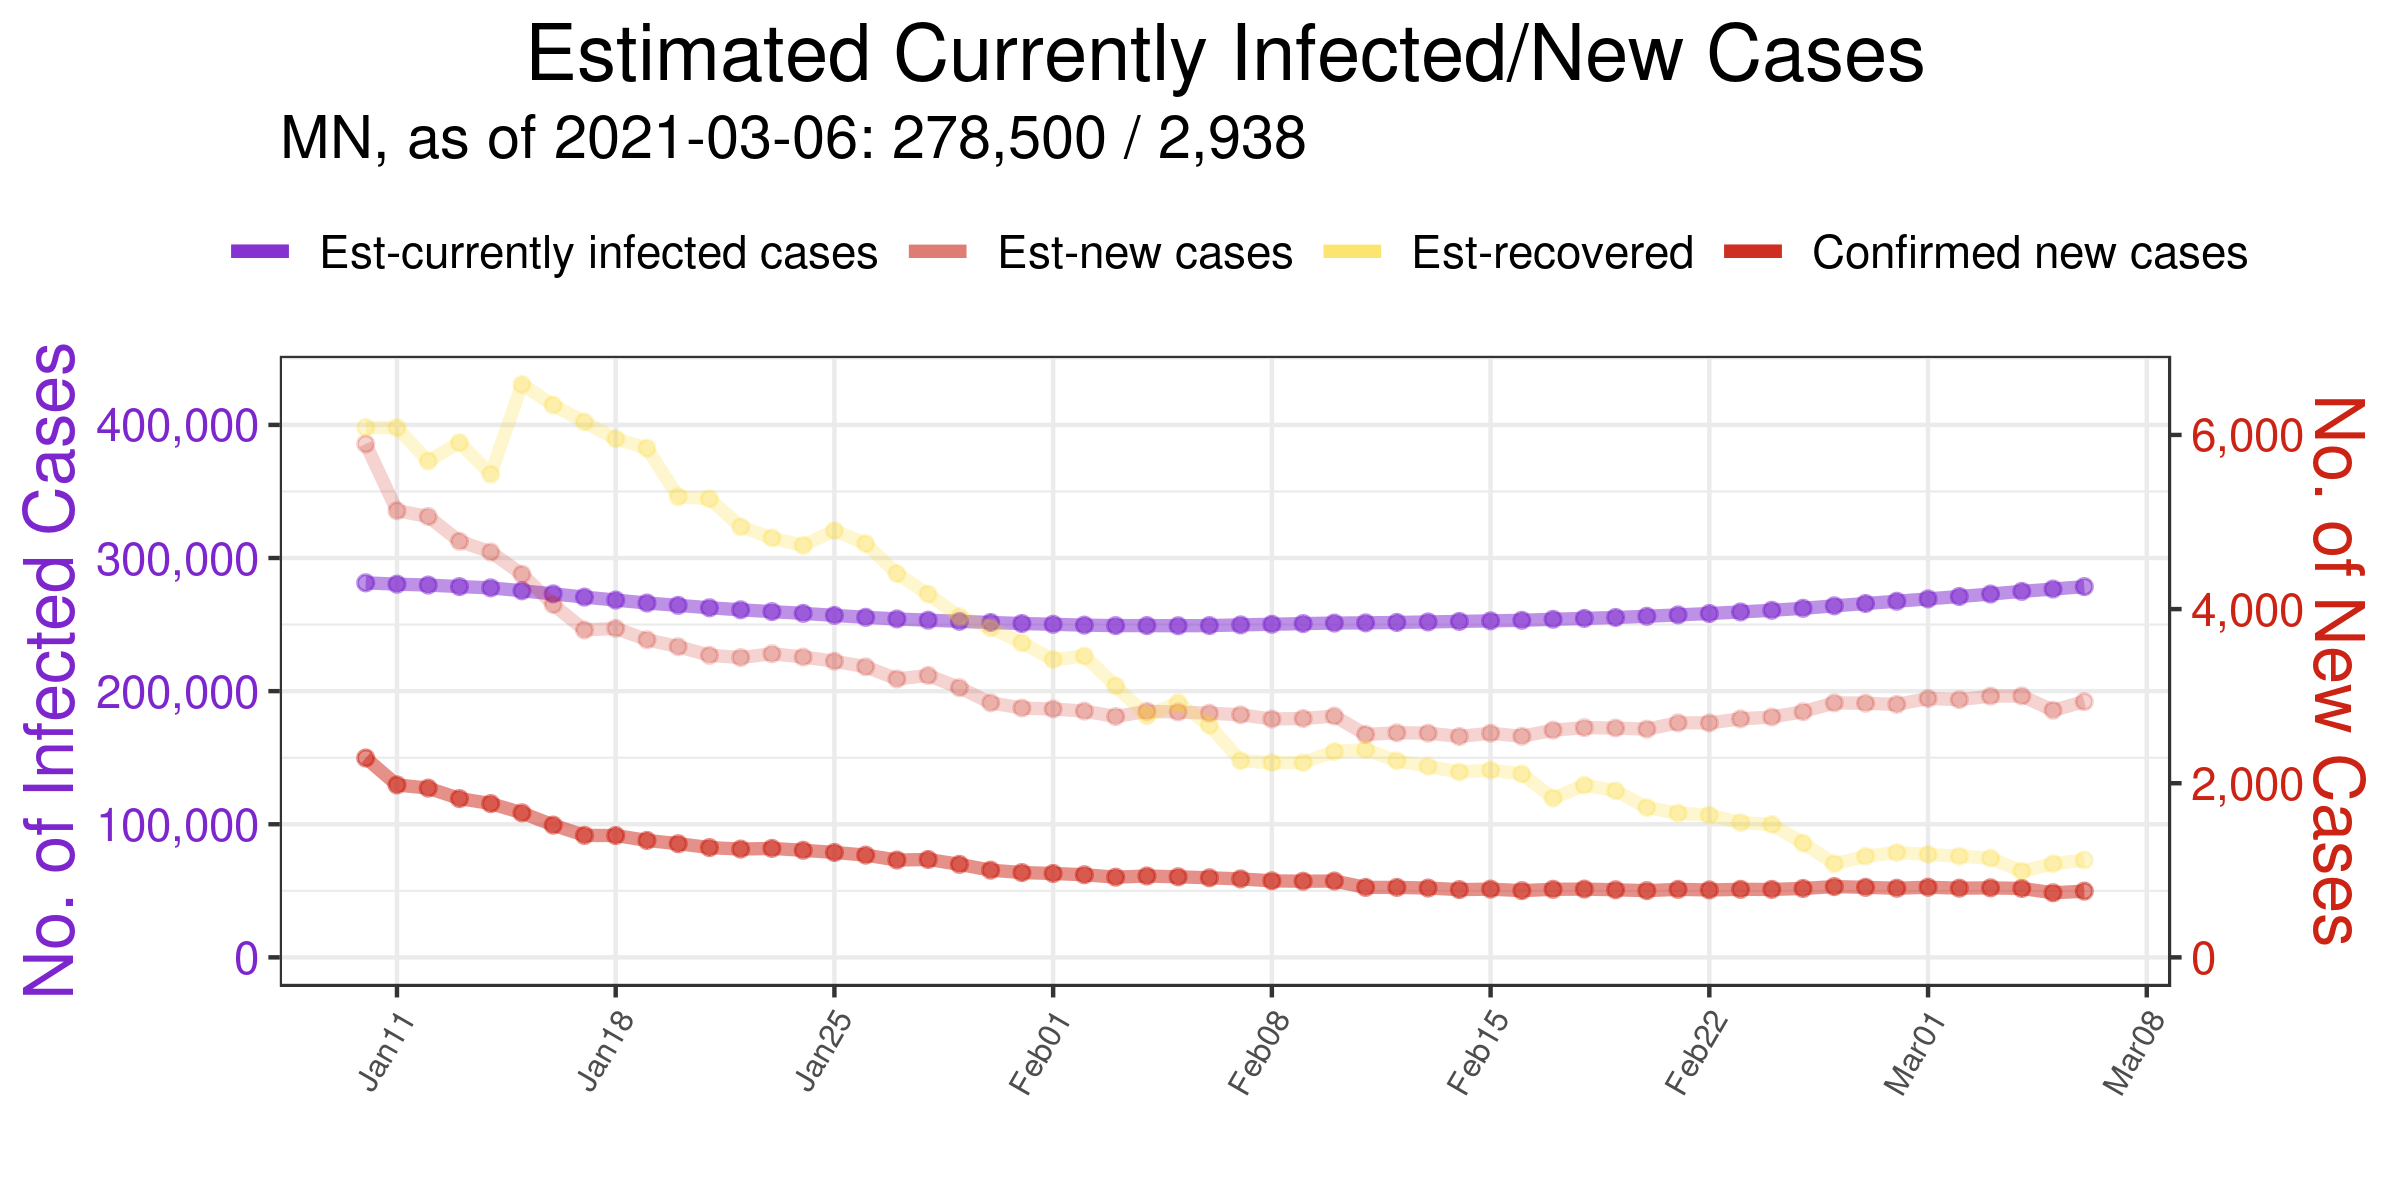 Estimated Currently Infected/New Cases
MN, as of 2021-03-06: 278,500 / 2,938
Est-currently infected cases
Est-new cases
Est-recovered
Confirmed new cases
No. of Infected Cases
400,000
300,000
200,000
100,000
0
6,000
4,000
2,000
0
No. of New Cases
Jan11
Jan18
Jan25
Feb01
Feb08
Feb15
Feb22
Mar01
Mar08